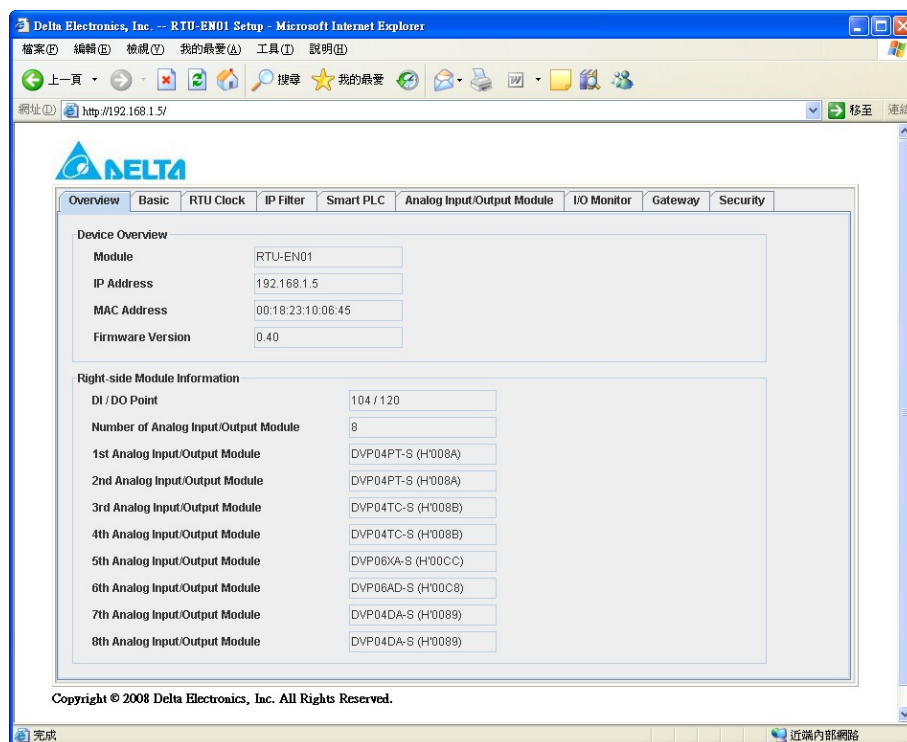 Delta Electronics, Inc. -- RTU-EN01 Setup - Microsoft Internet Explorer
檔案(F) 編輯(E) 檢視(V) 我的最愛(A) 工具(T) 說明(H)
上一頁 搜尋 我的最愛
網址(D) http://192.168.1.5/ 移至 連結
DELTA
Overview Basic RTU Clock IP Filter Smart PLC Analog Input/Output Module I/O Monitor Gateway Security
Device Overview
Module RTU-EN01
IP Address 192.168.1.5
MAC Address 00:18:23:10:06:45
Firmware Version 0.40
Right-side Module Information
DI / DO Point 104 / 120
Number of Analog Input/Output Module 8
1st Analog Input/Output Module DVP04PT-S (H'008A)
2nd Analog Input/Output Module DVP04PT-S (H'008A)
3rd Analog Input/Output Module DVP04TC-S (H'008B)
4th Analog Input/Output Module DVP04TC-S (H'008B)
5th Analog Input/Output Module DVP06XA-S (H'00CC)
6th Analog Input/Output Module DVP06AD-S (H'00C8)
7th Analog Input/Output Module DVP04DA-S (H'0089)
8th Analog Input/Output Module DVP04DA-S (H'0089)
Copyright © 2008 Delta Electronics, Inc. All Rights Reserved.
完成 近端內部網路